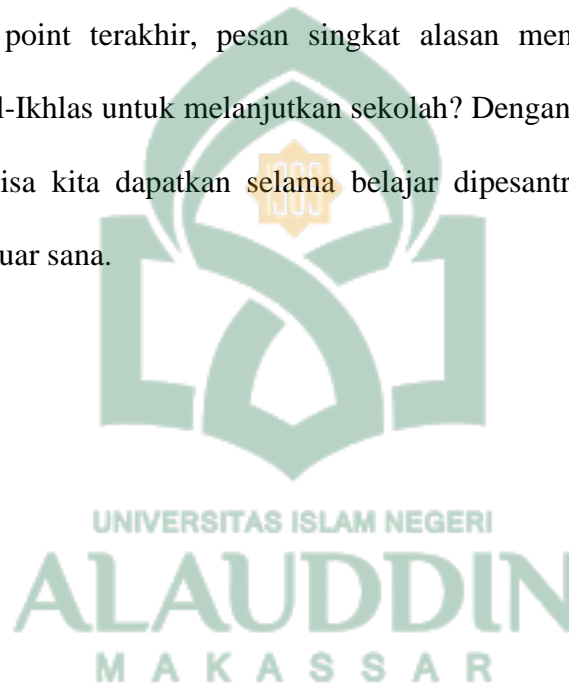 point terakhir, pesan singkat alasan men
l-Ikhlas untuk melanjutkan sekolah? Dengan
isa kita dapatkan selama belajar dipesantr
uar sana.
1965
UNIVERSITAS ISLAM NEGERI
ALAUDDIN
MAKASSAR